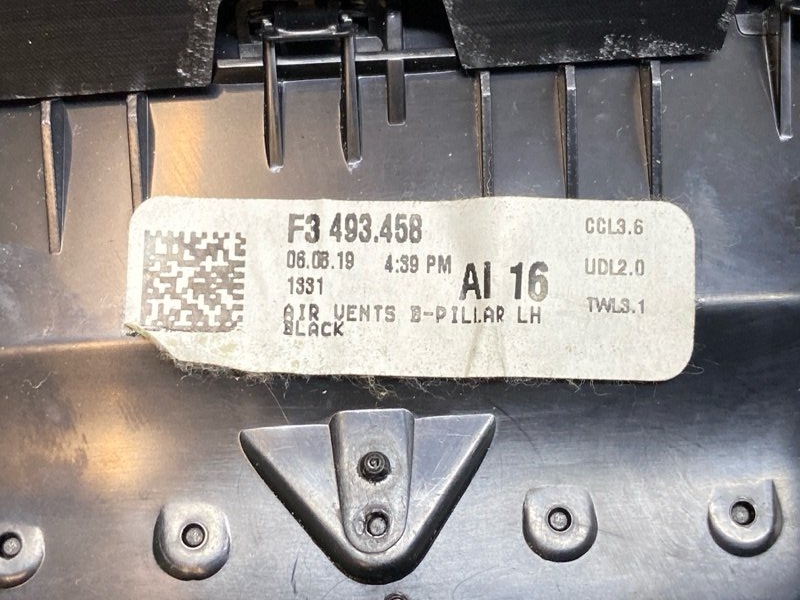 F3 493.458
06.06.19 4:39 PM
1331
AI 16
AIR VENTS B-PILLAR LH
BLACK
CCL3.6
UDL2.0
TWL3.1